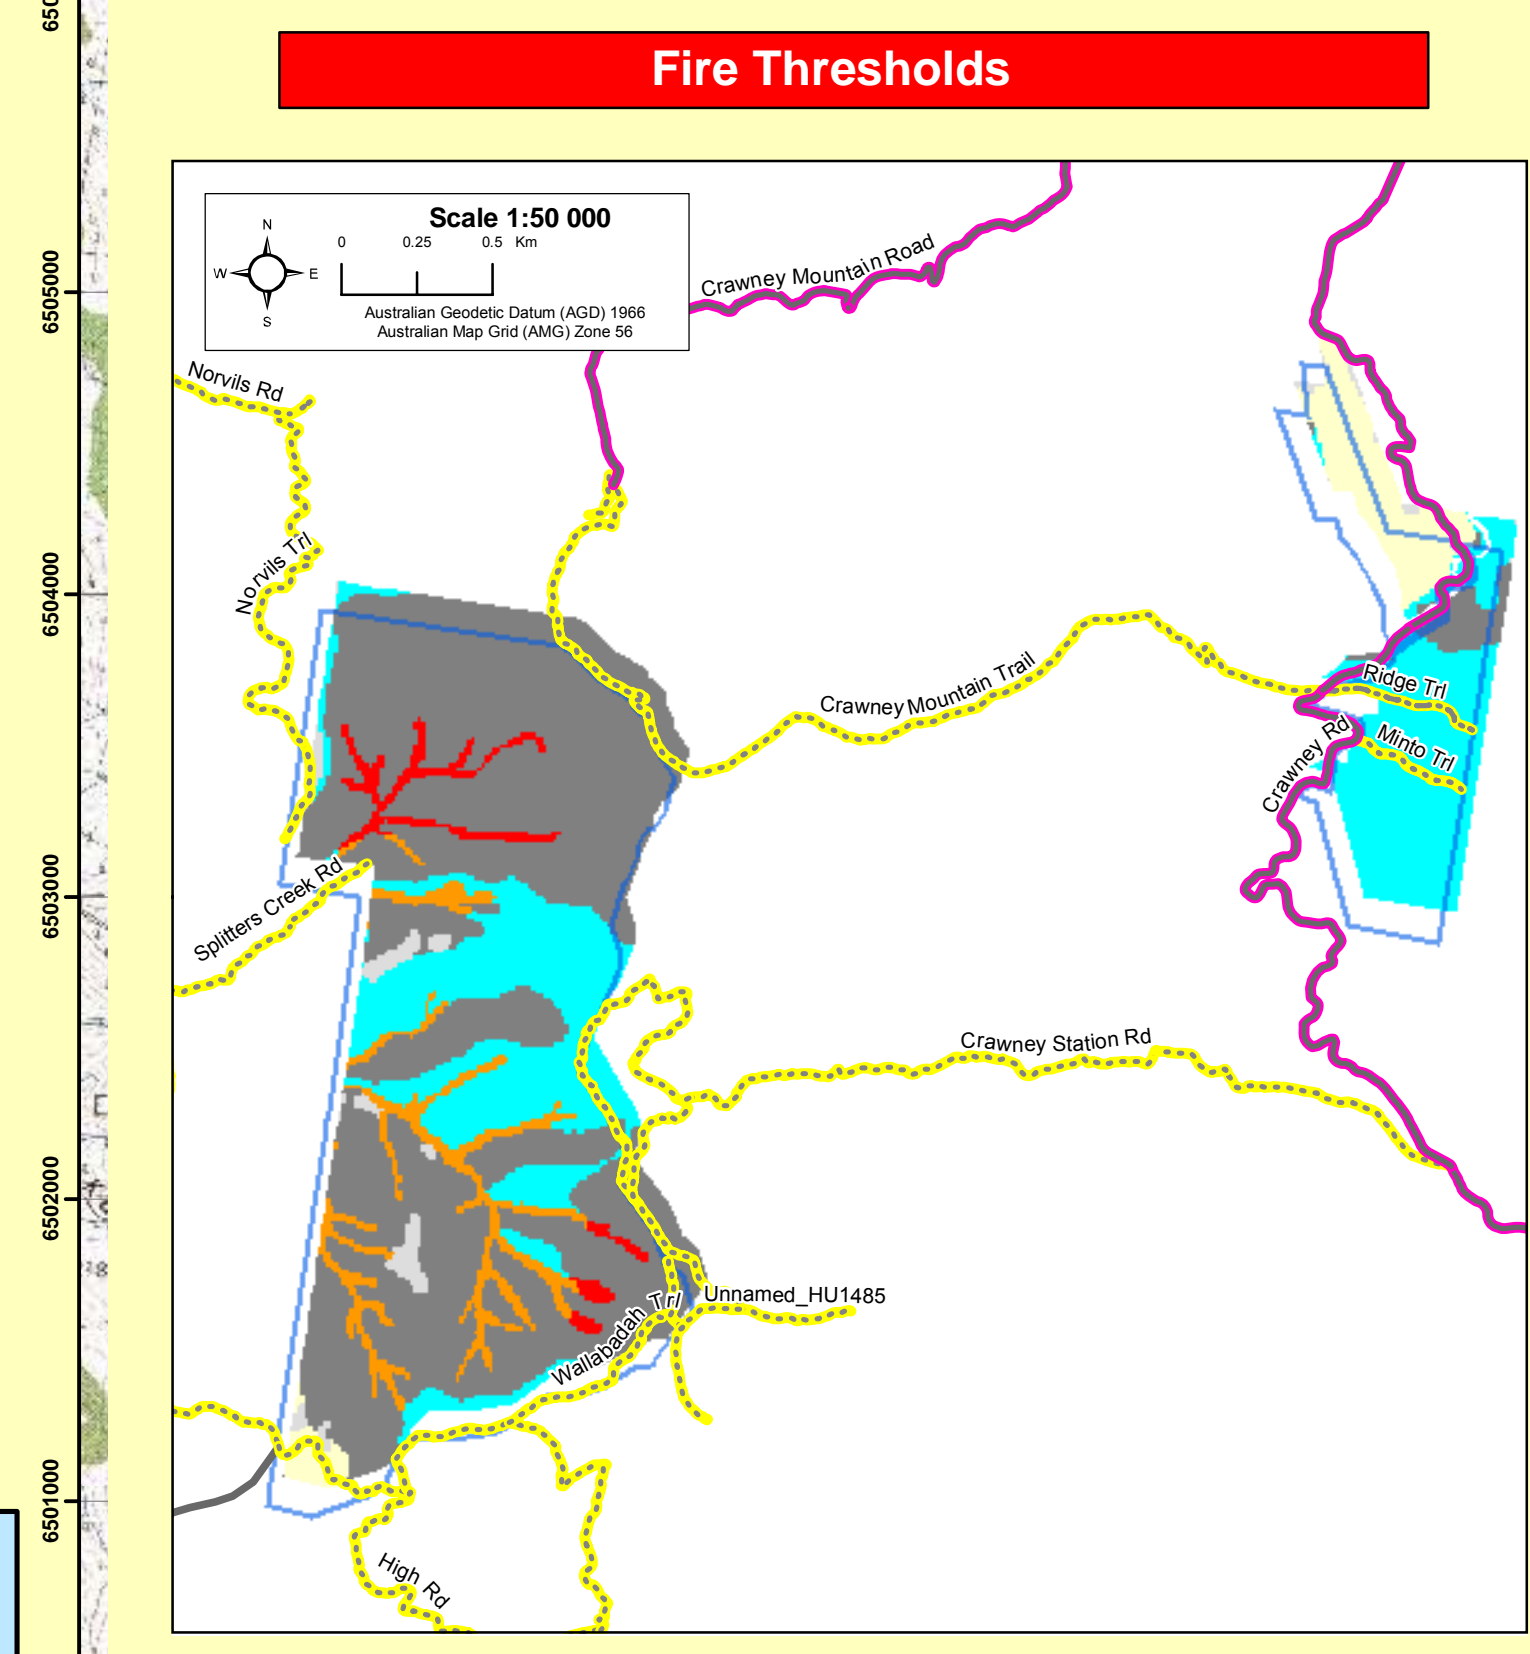 Fire Thresholds
Scale 1:50 000
0 0.25 0.5 Km
N
W E
S
Australian Geodetic Datum (AGD) 1966
Australian Map Grid (AMG) Zone 56
Crawney Mountain Road
6505000
Norvils Rd
Norvils Trl
6504000
Crawney Mountain Trail
Ridge Trl
Minto Trl
Crawney Rd
6503000
Splitters Creek Rd
Crawney Station Rd
6502000
Unnamed_HU1485
Wallabadah Trl
6501000
High Rd